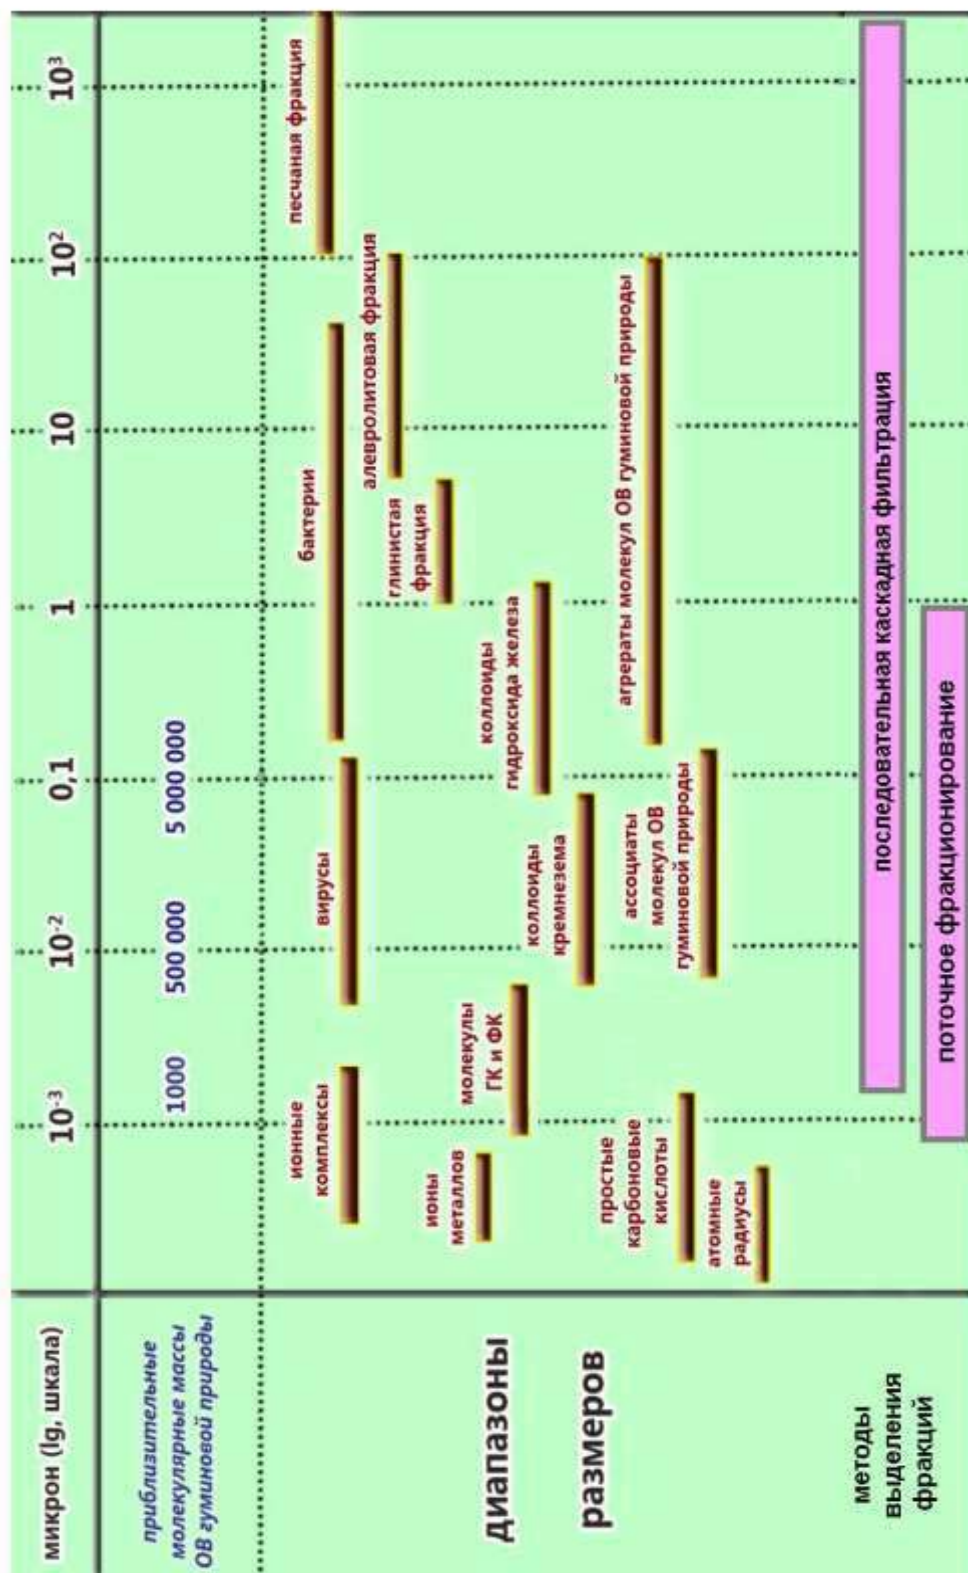 микрон (lg, шкала)
10⁻³
10⁻²
0,1
1
10
10²
10³
приблизительные
молекулярные массы
ОВ гуминовой природы
1000
500 000
5 000 000
диапазоны
размеров
ионные
комплексы
вирусы
бактерии
песчаная фракция
алевролитовая фракция
глинистая
фракция
ионы
металлов
молекулы
ГК и ФК
коллоиды
гидроксида железа
коллоиды
кремнезема
простые
карбоновые
кислоты
ассоциаты
молекул ОВ
гуминовой природы
агрераты молекул ОВ гуминовой природы
атомные
радиусы
методы
выделения
фракций
последовательная каскадная фильтрация
поточное фракционирование